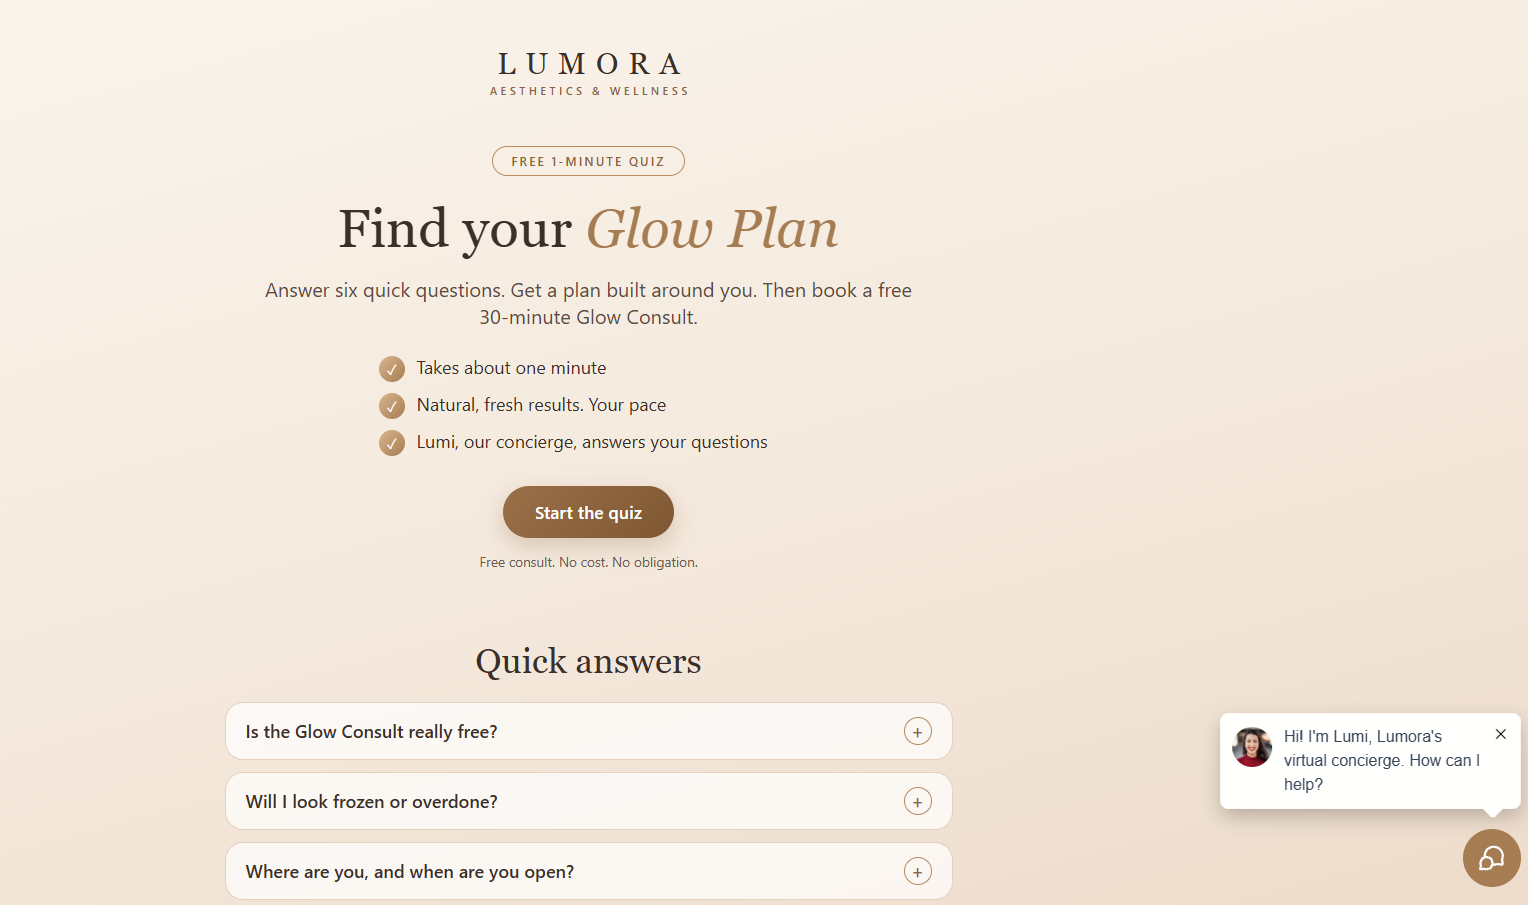 LUMORA
AESTHETICS & WELLNESS
FREE 1-MINUTE QUIZ
Find your Glow Plan
Answer six quick questions. Get a plan built around you. Then book a free
30-minute Glow Consult.
Takes about one minute
Natural, fresh results. Your pace
Lumi, our concierge, answers your questions
Start the quiz
Free consult. No cost. No obligation.
Quick answers
Is the Glow Consult really free?
Will I look frozen or overdone?
Where are you, and when are you open?
Hi! I'm Lumi, Lumora's
virtual concierge. How can I
help?